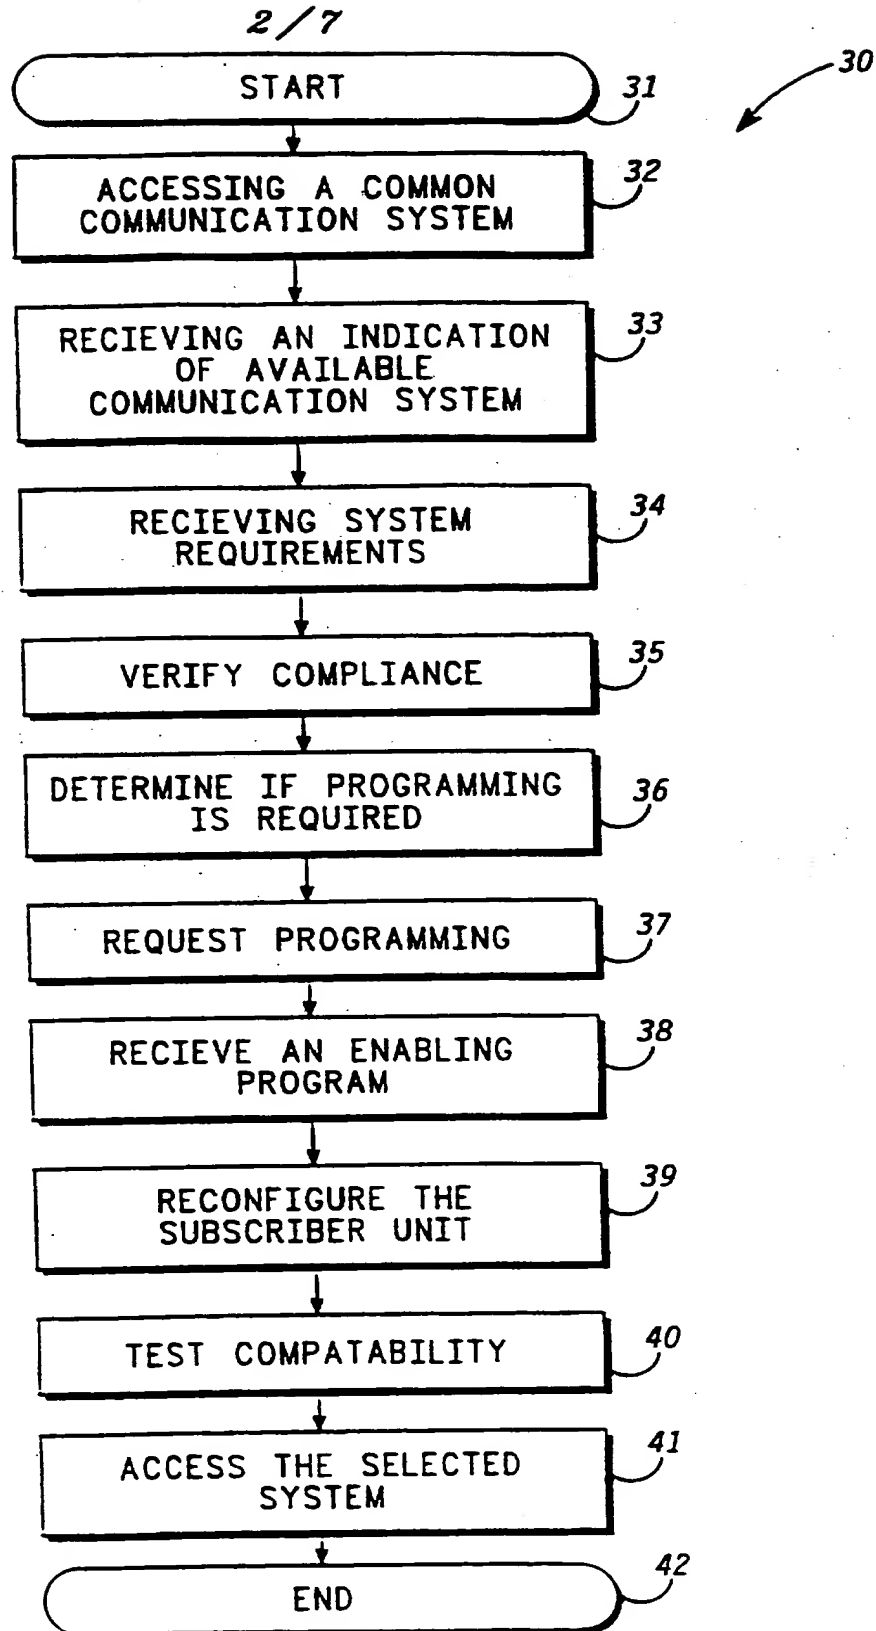 2/7
START
31
30
ACCESSING A COMMON
COMMUNICATION SYSTEM
32
RECIEVING AN INDICATION
OF AVAILABLE
COMMUNICATION SYSTEM
33
RECIEVING SYSTEM
REQUIREMENTS
34
VERIFY COMPLIANCE
35
DETERMINE IF PROGRAMMING
IS REQUIRED
36
REQUEST PROGRAMMING
37
RECIEVE AN ENABLING
PROGRAM
38
RECONFIGURE THE
SUBSCRIBER UNIT
39
TEST COMPATABILITY
40
ACCESS THE SELECTED
SYSTEM
41
END
42